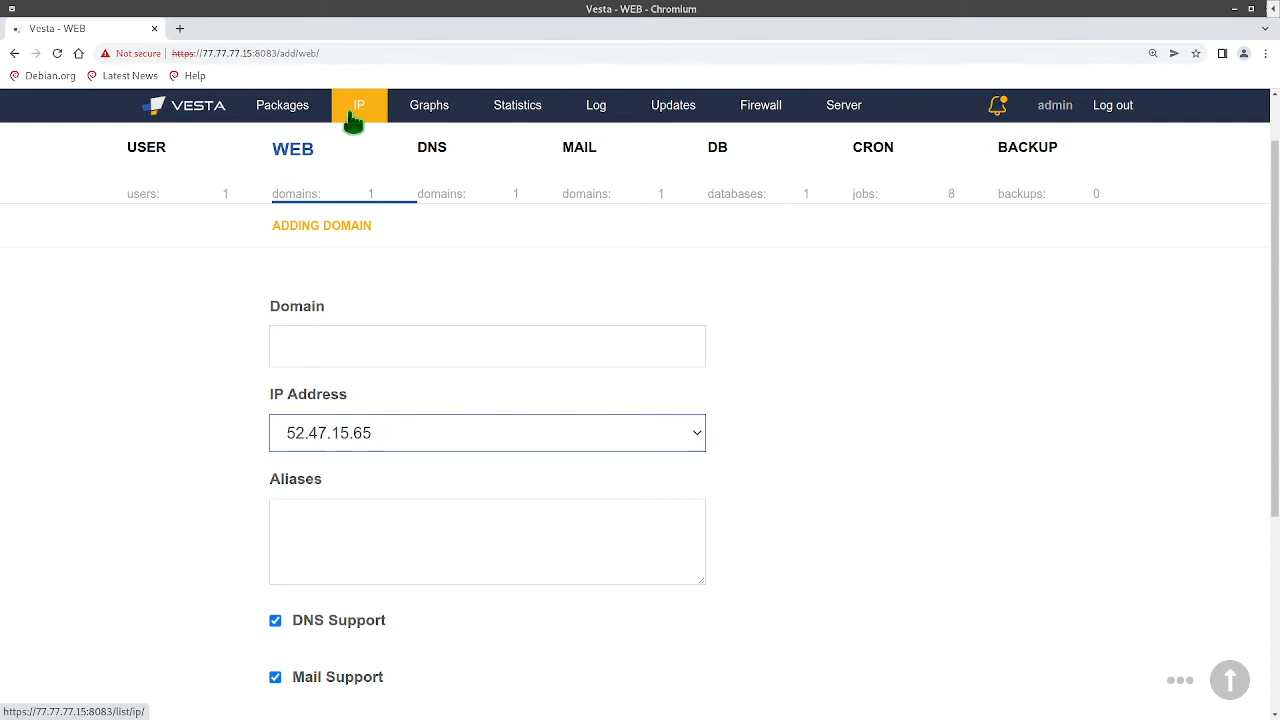 Vesta - WEB - Chromium
Vesta - WEB
Not secure https://77.77.77.15:8083/add/web/
Debian.org Latest News Help
VESTA Packages IP Graphs Statistics Log Updates Firewall Server admin Log out
USER WEB DNS MAIL DB CRON BACKUP
users: 1 domains: 1 domains: 1 domains: 1 databases: 1 jobs: 8 backups: 0
ADDING DOMAIN
Domain
IP Address
52.47.15.65
Aliases
DNS Support
Mail Support
https://77.77.77.15:8083/list/ip/